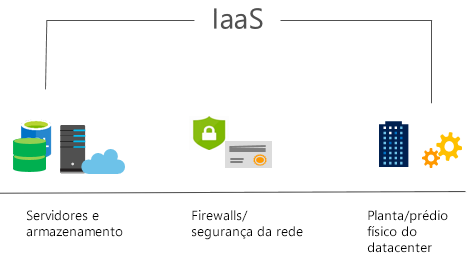 IaaS
Servidores e
armazenamento
Firewalls/
segurança da rede
Planta/prédio
físico do
datacenter